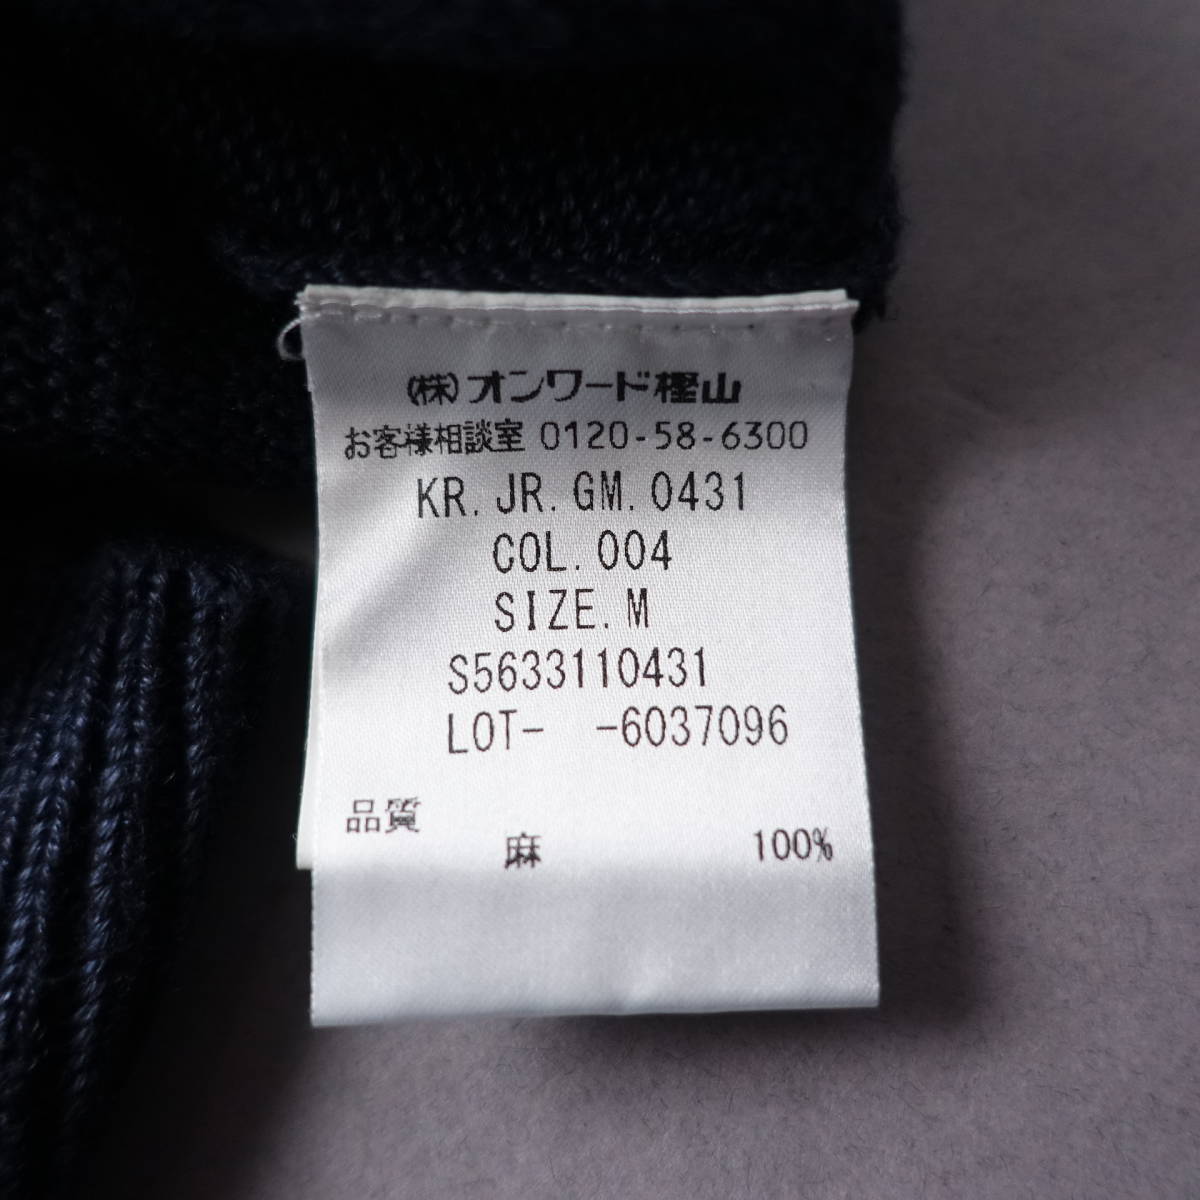 (株)オンワード樫山
お客様相談室 0120-58-6300
KR.JR.GM.0431
COL.004
SIZE.M
S5633110431
LOT-  -6037096
品質
麻 100%